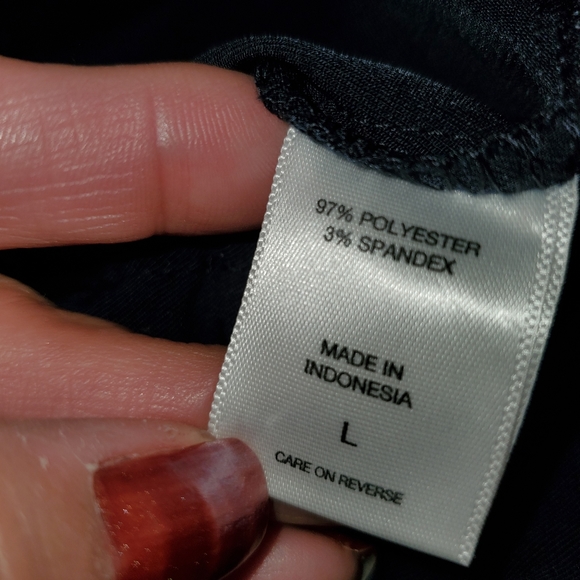 97% POLYESTER
3% SPANDEX
MADE IN
INDONESIA
L
CARE ON REVERSE